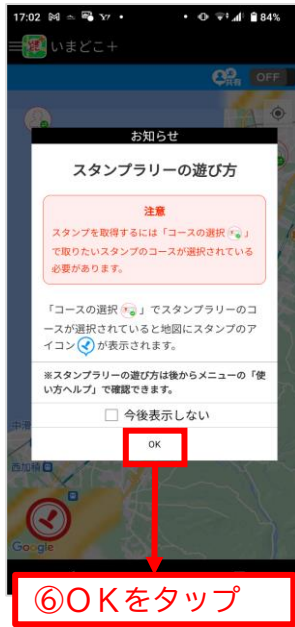 17:02
84%
いまどこ+
共有 OFF
お知らせ
スタンプラリーの遊び方
注意
スタンプを取得するには「コースの選択 」
で取りたいスタンプのコースが選択されている
必要があります。
「コースの選択 」でスタンプラリーのコ
ースが選択されていると地図にスタンプのア
イコン が表示されます。
※スタンプラリーの遊び方は後からメニューの「使
い方ヘルプ」で確認できます。
今後表示しない
OK
西加積
Google
⑥OKをタップ